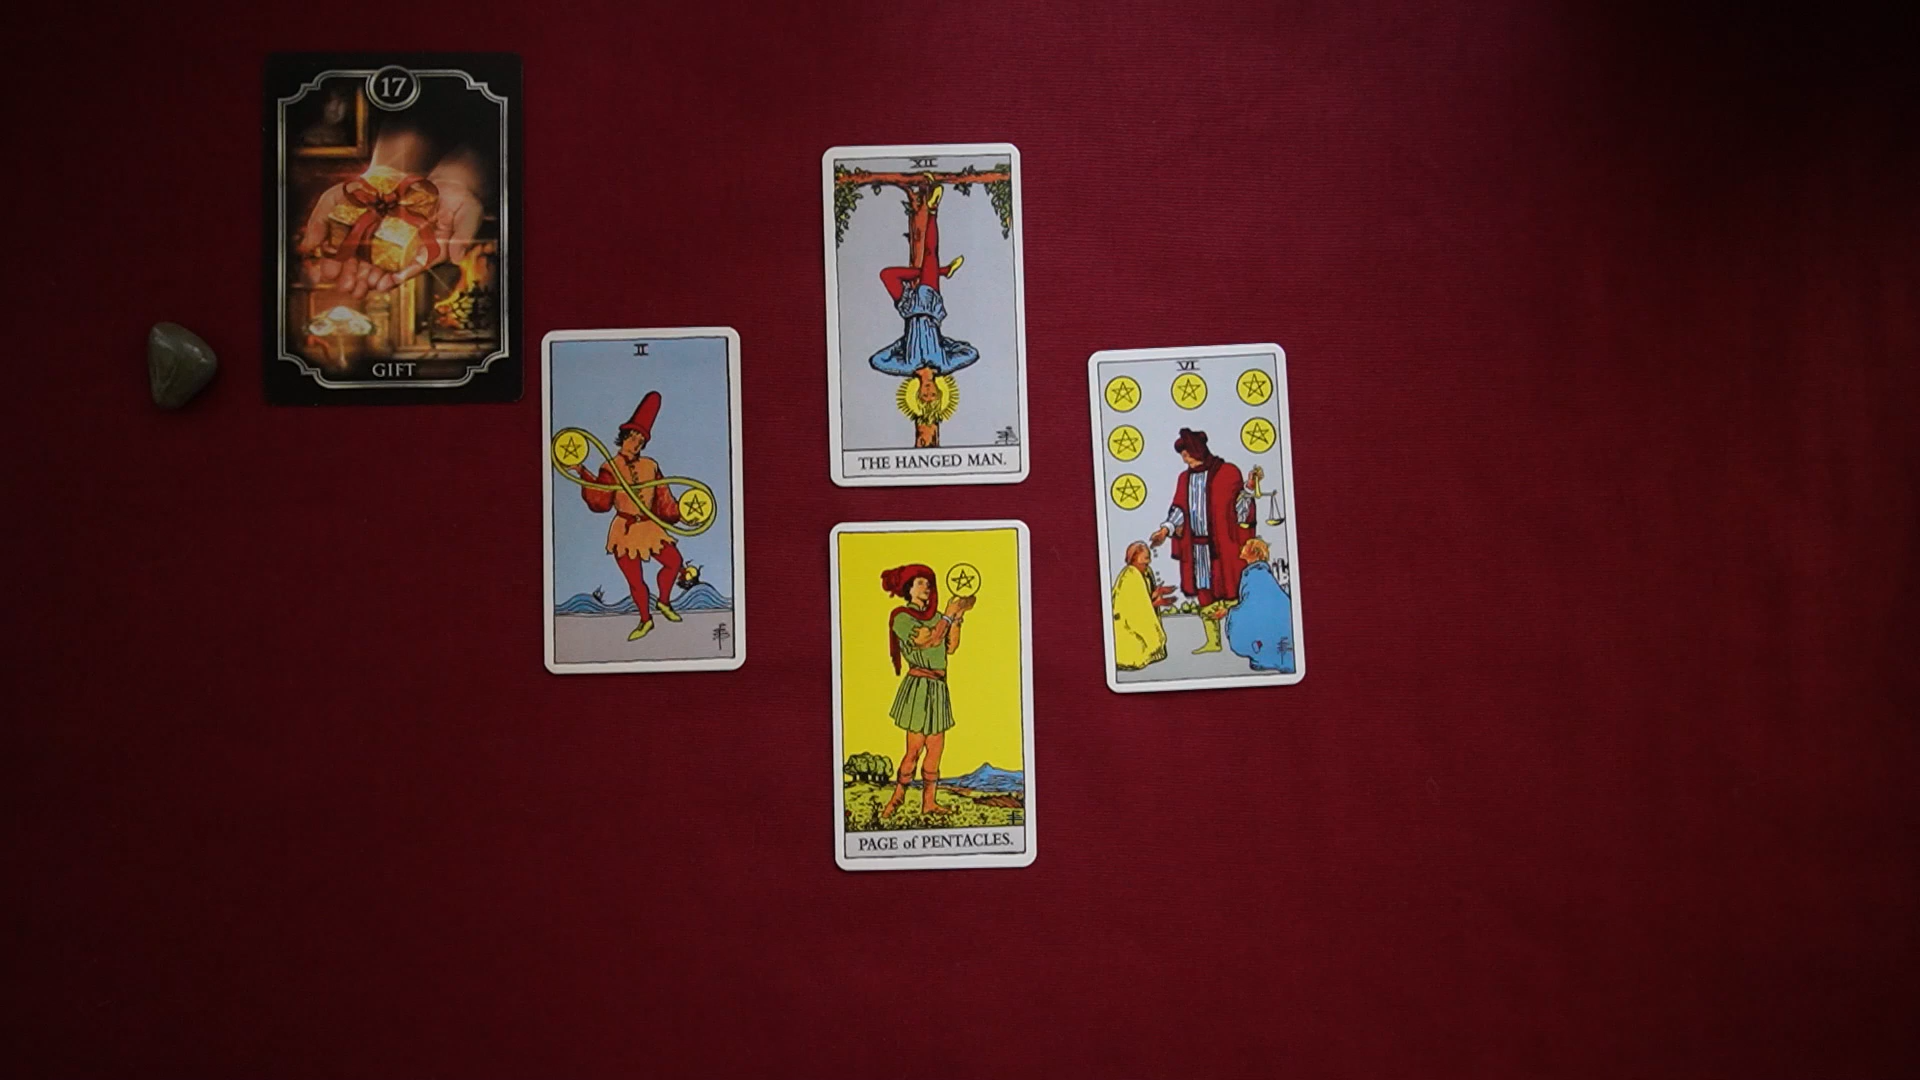 17
GIFT
II
XII
THE HANGED MAN.
PAGE of PENTACLES.
VI